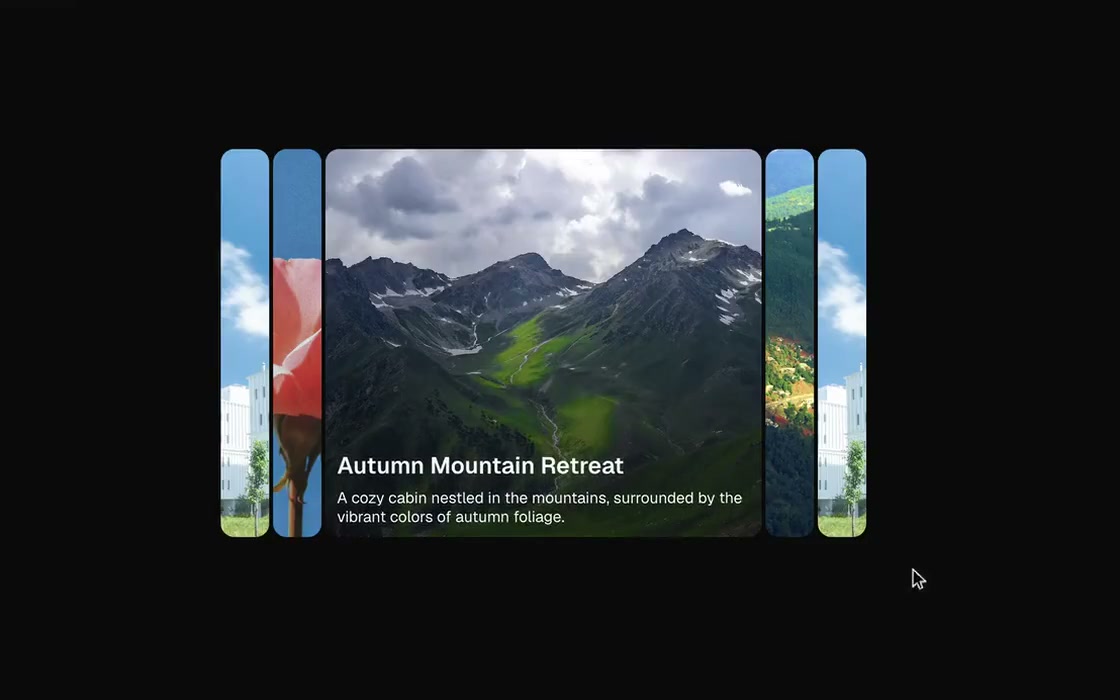 Autumn Mountain Retreat
A cozy cabin nestled in the mountains, surrounded by the
vibrant colors of autumn foliage.